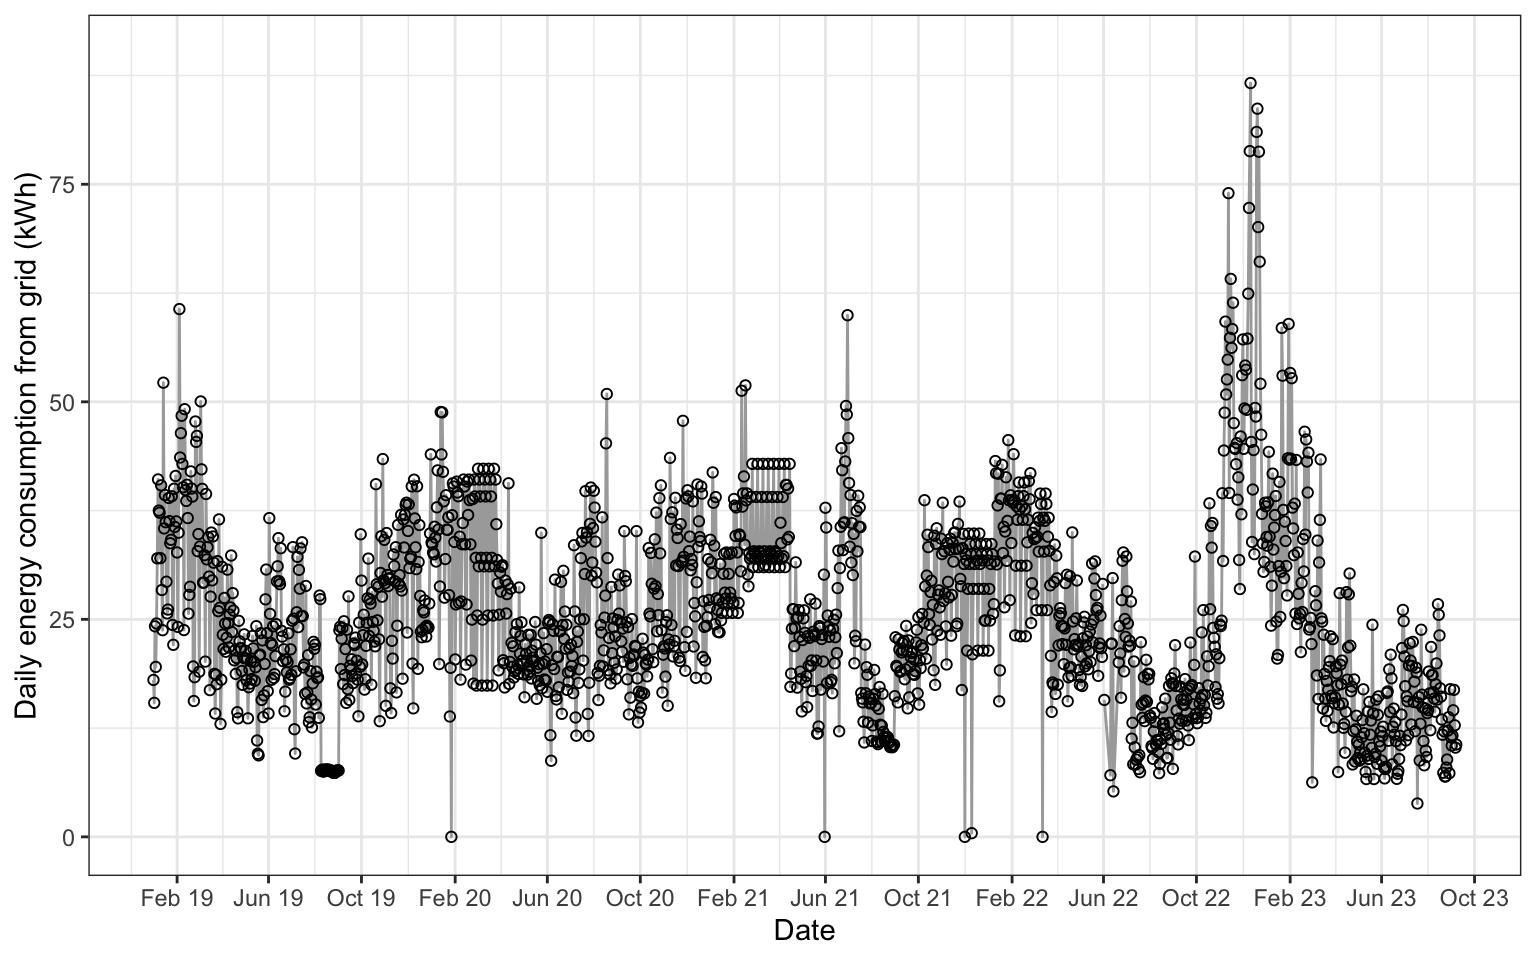 Daily energy consumption from grid (kWh)
75
50
25
0
Feb 19 Jun 19 Oct 19 Feb 20 Jun 20 Oct 20 Feb 21 Jun 21 Oct 21 Feb 22 Jun 22 Oct 22 Feb 23 Jun 23 Oct 23
Date